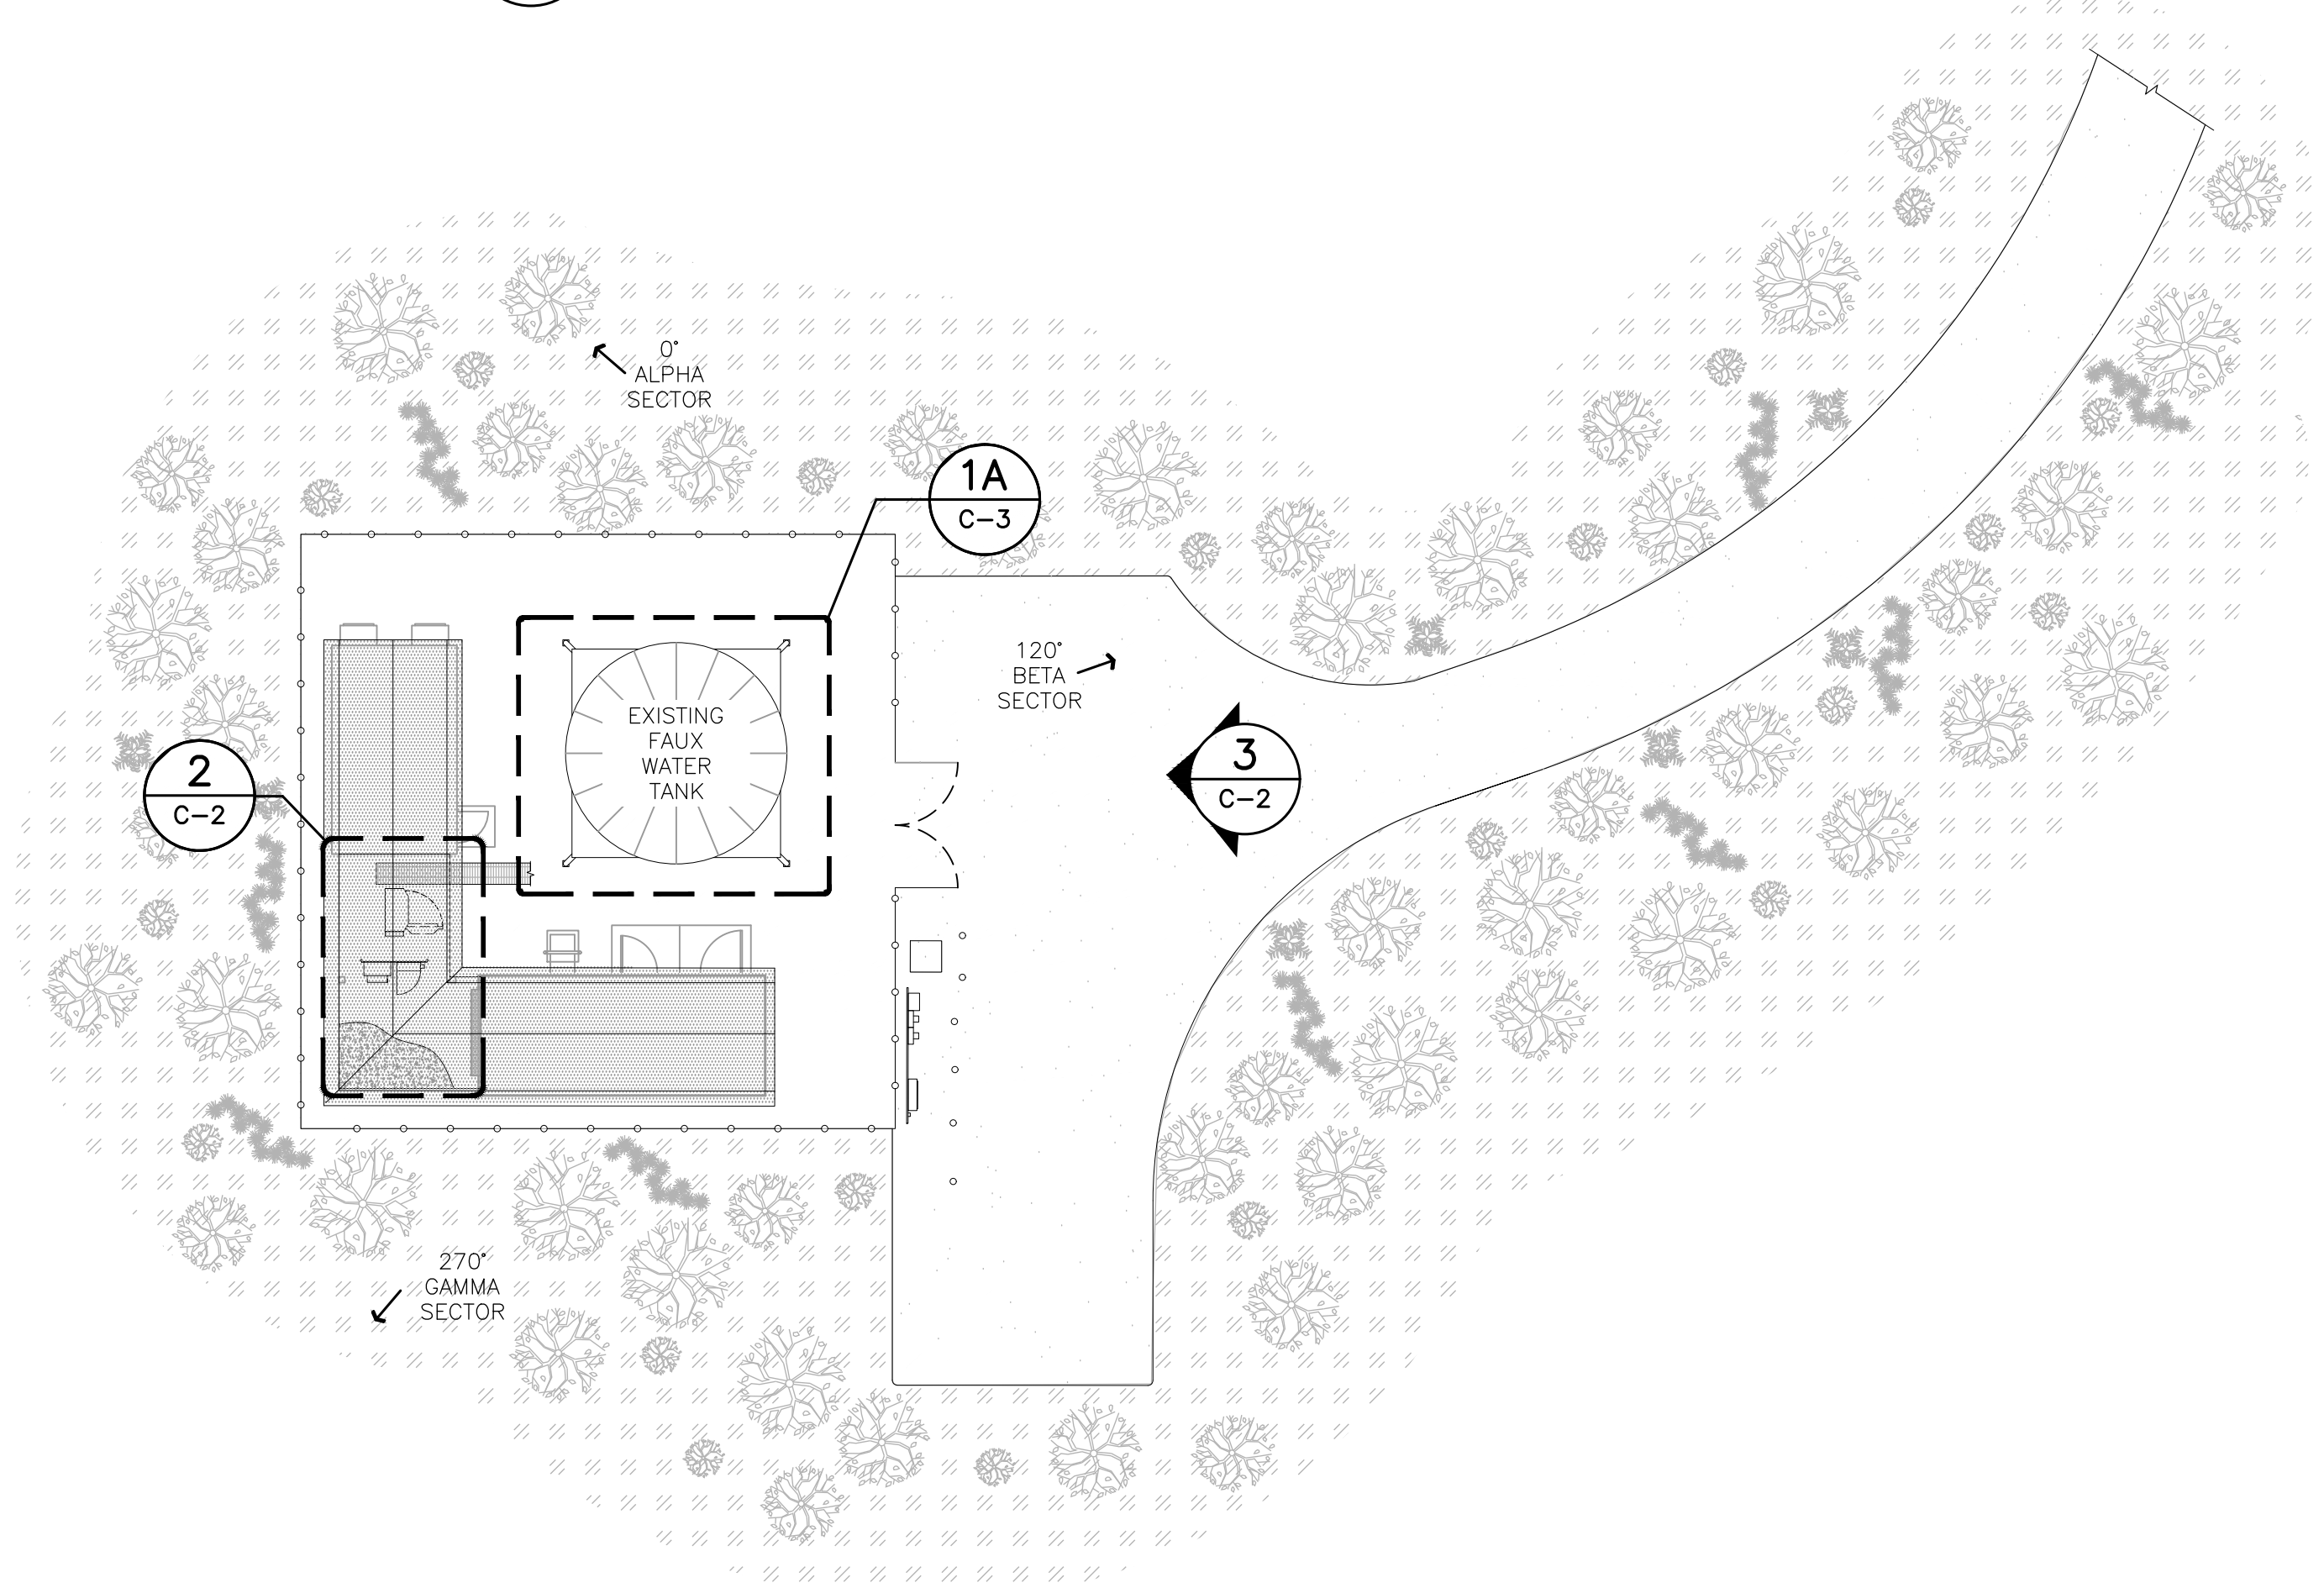 0°
ALPHA
SECTOR
1A
C-3
120°
BETA
SECTOR
EXISTING
FAUX
WATER
TANK
2
C-2
3
C-2
270°
GAMMA
SECTOR